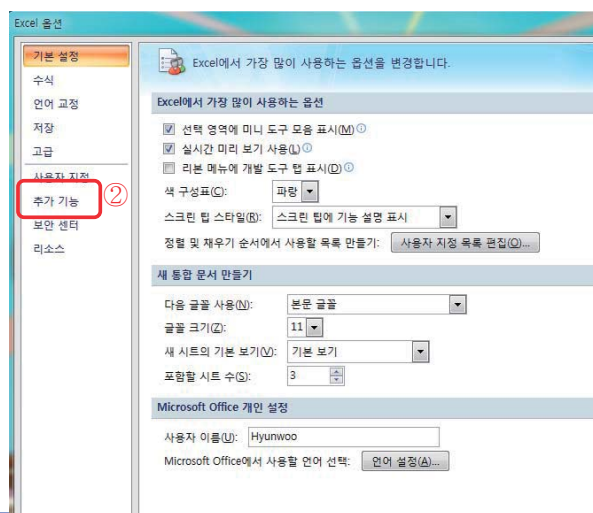 Excel 옵션
기본 설정
수식
언어 교정
저장
고급
사용자 지정
추가 기능 ②
보안 센터
리소스
Excel에서 가장 많이 사용하는 옵션을 변경합니다.
Excel에서 가장 많이 사용하는 옵션
선택 영역에 미니 도구 모음 표시(M)
실시간 미리 보기 사용(L)
리본 메뉴에 개발 도구 탭 표시(D)
색 구성표(C): 파랑
스크린 팁 스타일(R): 스크린 팁에 기능 설명 표시
정렬 및 채우기 순서에서 사용할 목록 만들기: 사용자 지정 목록 편집(O)...
새 통합 문서 만들기
다음 글꼴 사용(N): 본문 글꼴
글꼴 크기(Z): 11
새 시트의 기본 보기(V): 기본 보기
포함할 시트 수(S): 3
Microsoft Office 개인 설정
사용자 이름(U): Hyunwoo
Microsoft Office에서 사용할 언어 선택: 언어 설정(A)...